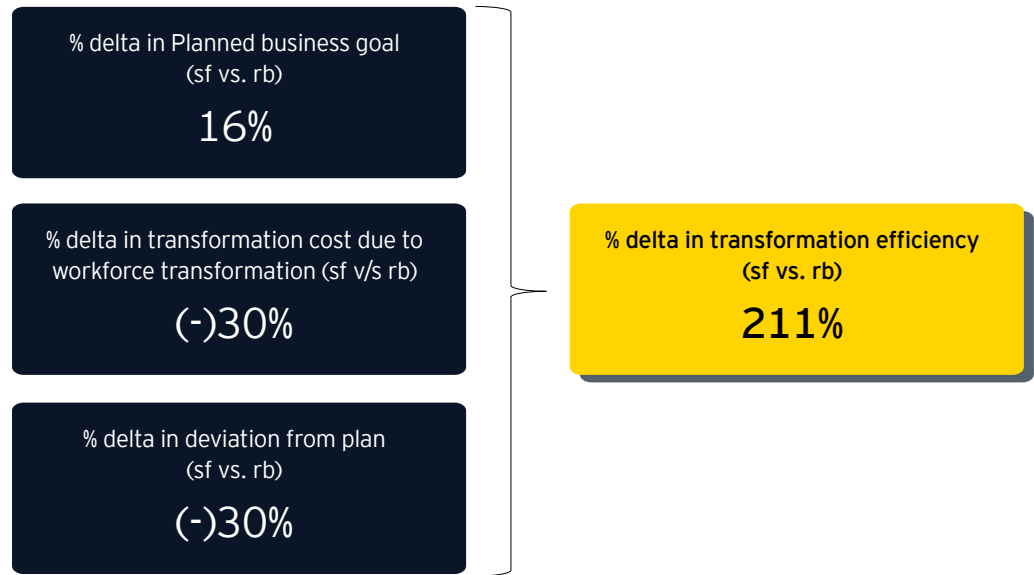 % delta in Planned business goal
(sf vs. rb)
16%
% delta in transformation cost due to
workforce transformation (sf v/s rb)
(-)30%
% delta in deviation from plan
(sf vs. rb)
(-)30%
% delta in transformation efficiency
(sf vs. rb)
211%